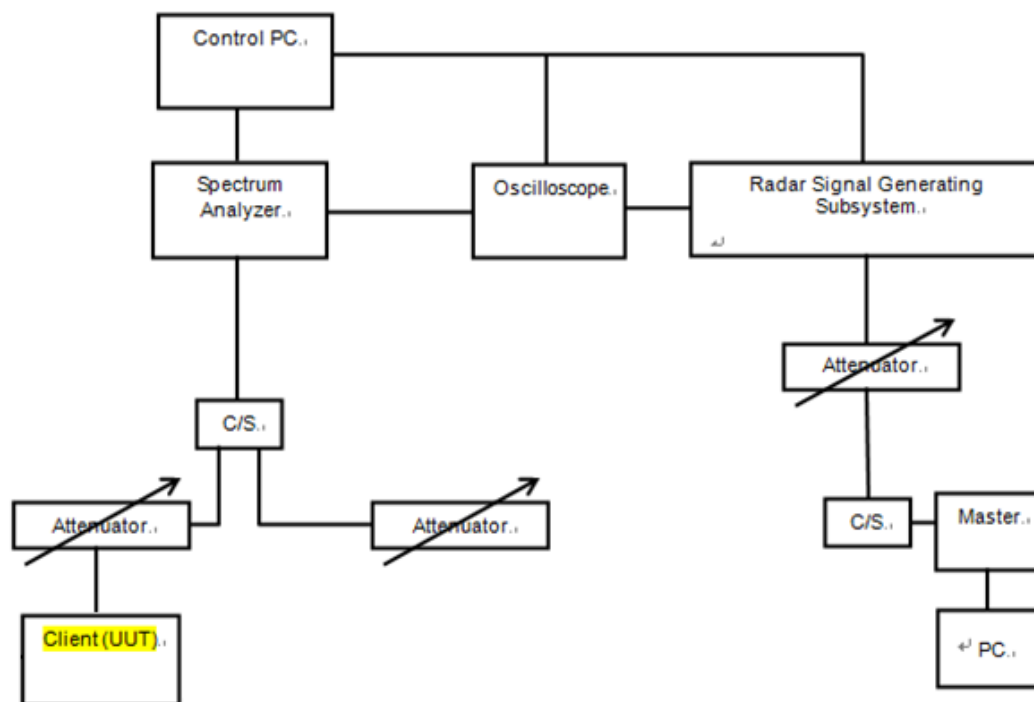 Control PC.
Spectrum
Analyzer.
Oscilloscope.
Radar Signal Generating
Subsystem.
Attenuator.
C/S.
Attenuator.
Attenuator.
C/S.
Master.
Client (UUT).
PC.